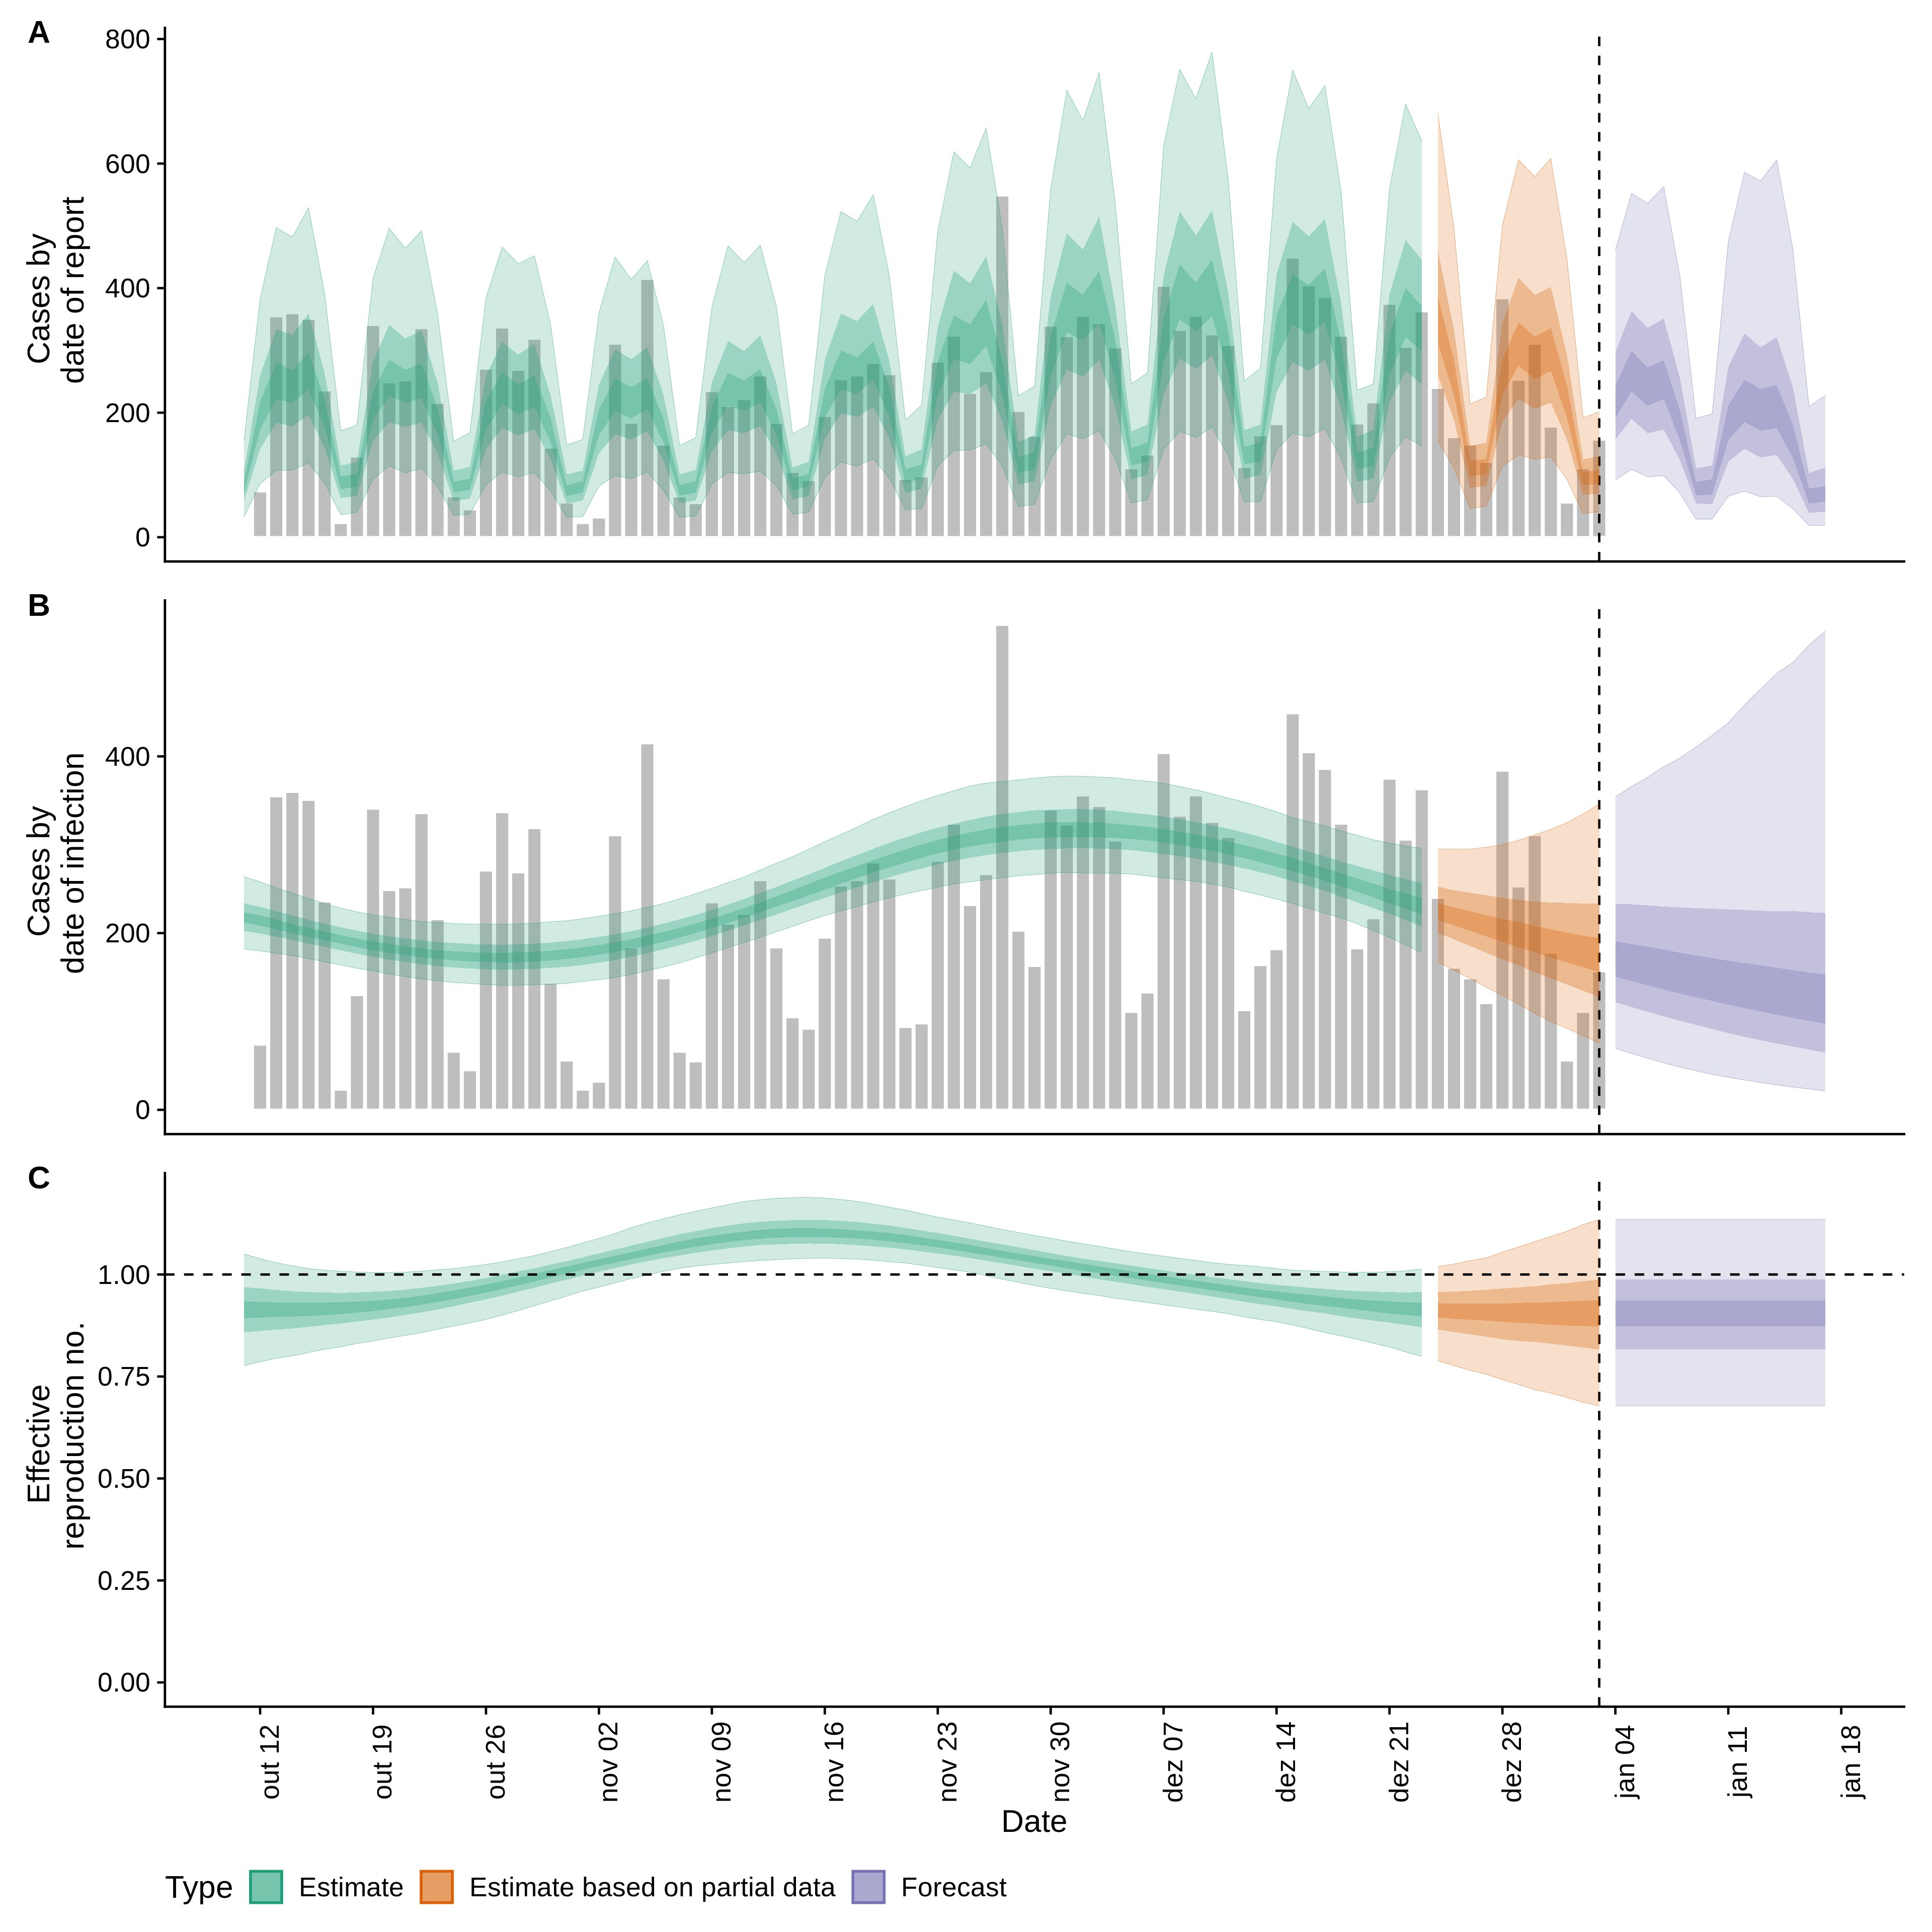 A
800
600
400
200
0
Cases by
date of report
B
400
200
0
Cases by
date of infection
C
1.00
0.75
0.50
0.25
0.00
Effective
reproduction no.
out 12
out 19
out 26
nov 02
nov 09
nov 16
nov 23
nov 30
dez 07
dez 14
dez 21
dez 28
jan 04
jan 11
jan 18
Date
Type Estimate Estimate based on partial data Forecast